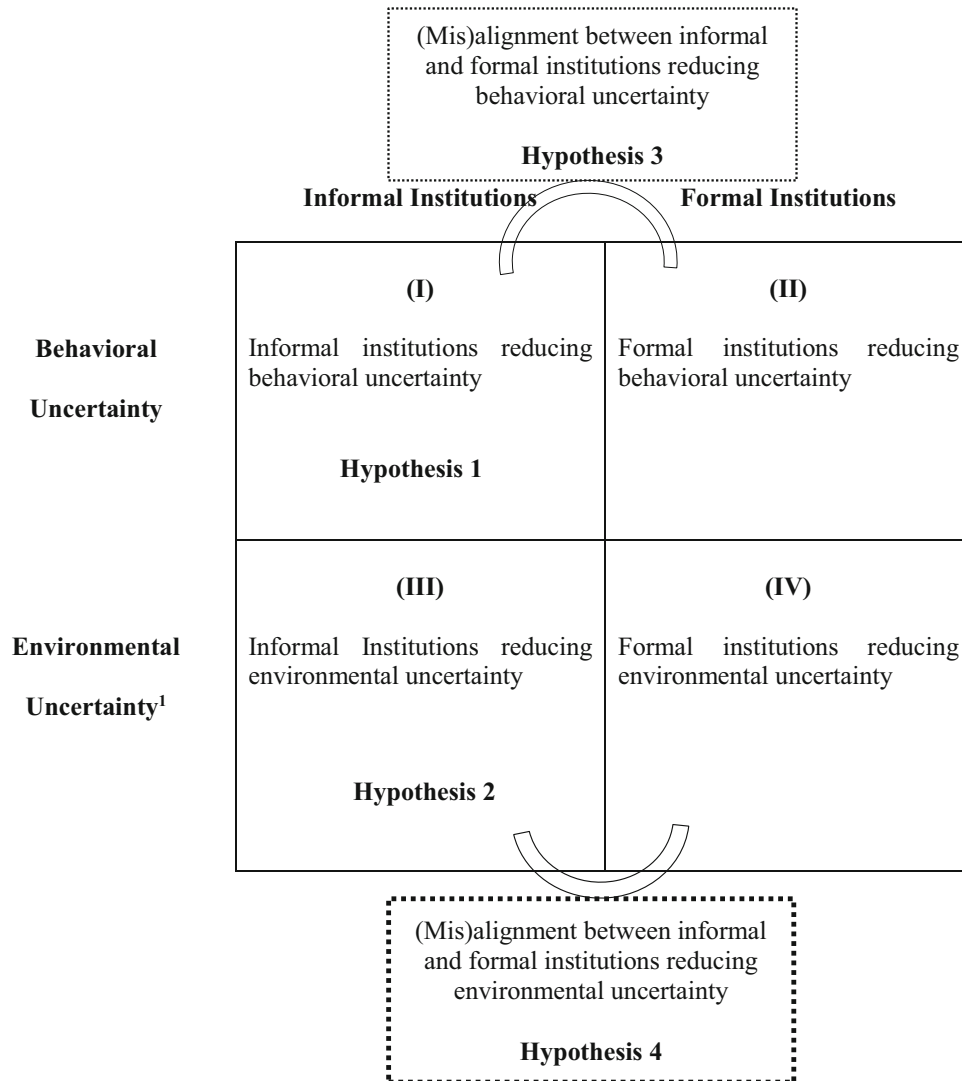 (Mis)alignment between informal
and formal institutions reducing
behavioral uncertainty
Hypothesis 3
Informal Institutions
Formal Institutions
(I)
(II)
Behavioral
Uncertainty
Informal institutions reducing
behavioral uncertainty
Formal institutions reducing
behavioral uncertainty
Hypothesis 1
(III)
(IV)
Environmental
Uncertainty¹
Informal Institutions reducing
environmental uncertainty
Formal institutions reducing
environmental uncertainty
Hypothesis 2
(Mis)alignment between informal
and formal institutions reducing
environmental uncertainty
Hypothesis 4